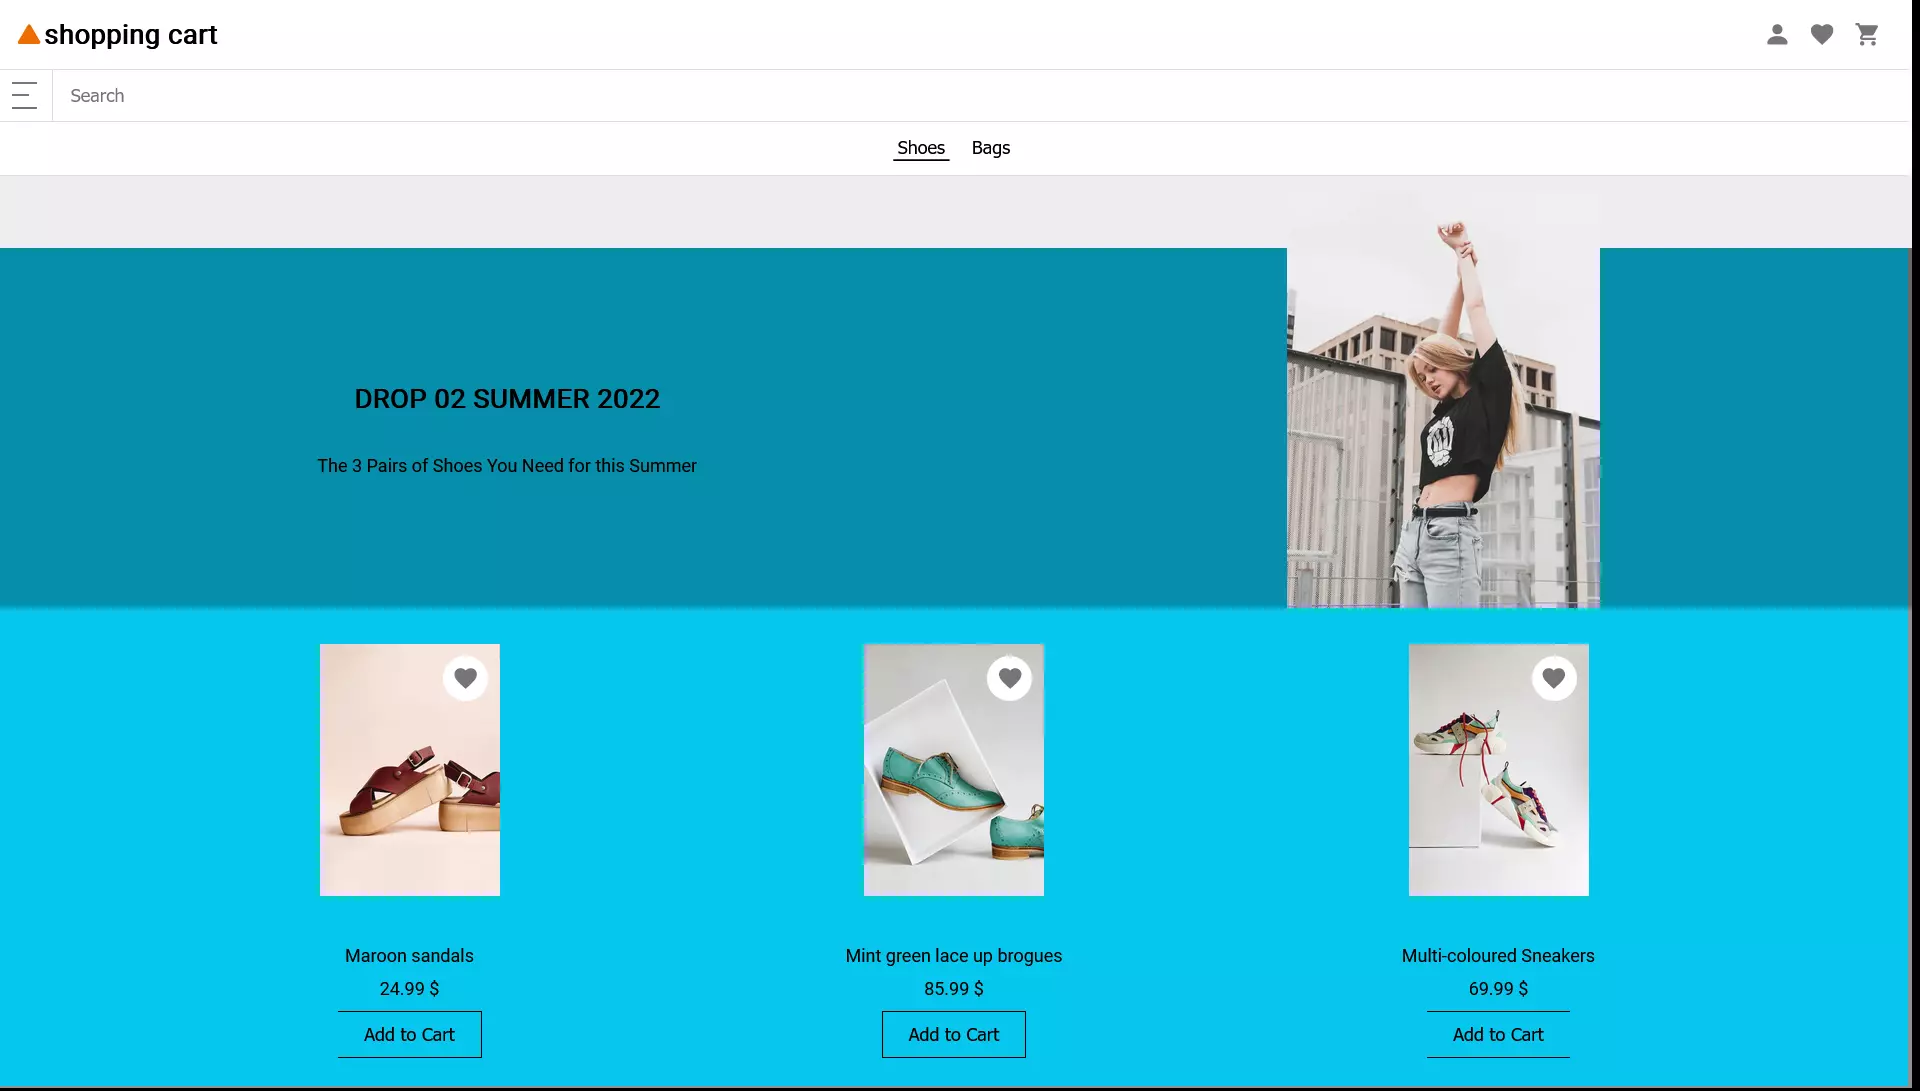 shopping cart
Search
Shoes Bags
DROP 02 SUMMER 2022
The 3 Pairs of Shoes You Need for this Summer
Maroon sandals
24.99 $
Add to Cart
Mint green lace up brogues
85.99 $
Add to Cart
Multi-coloured Sneakers
69.99 $
Add to Cart